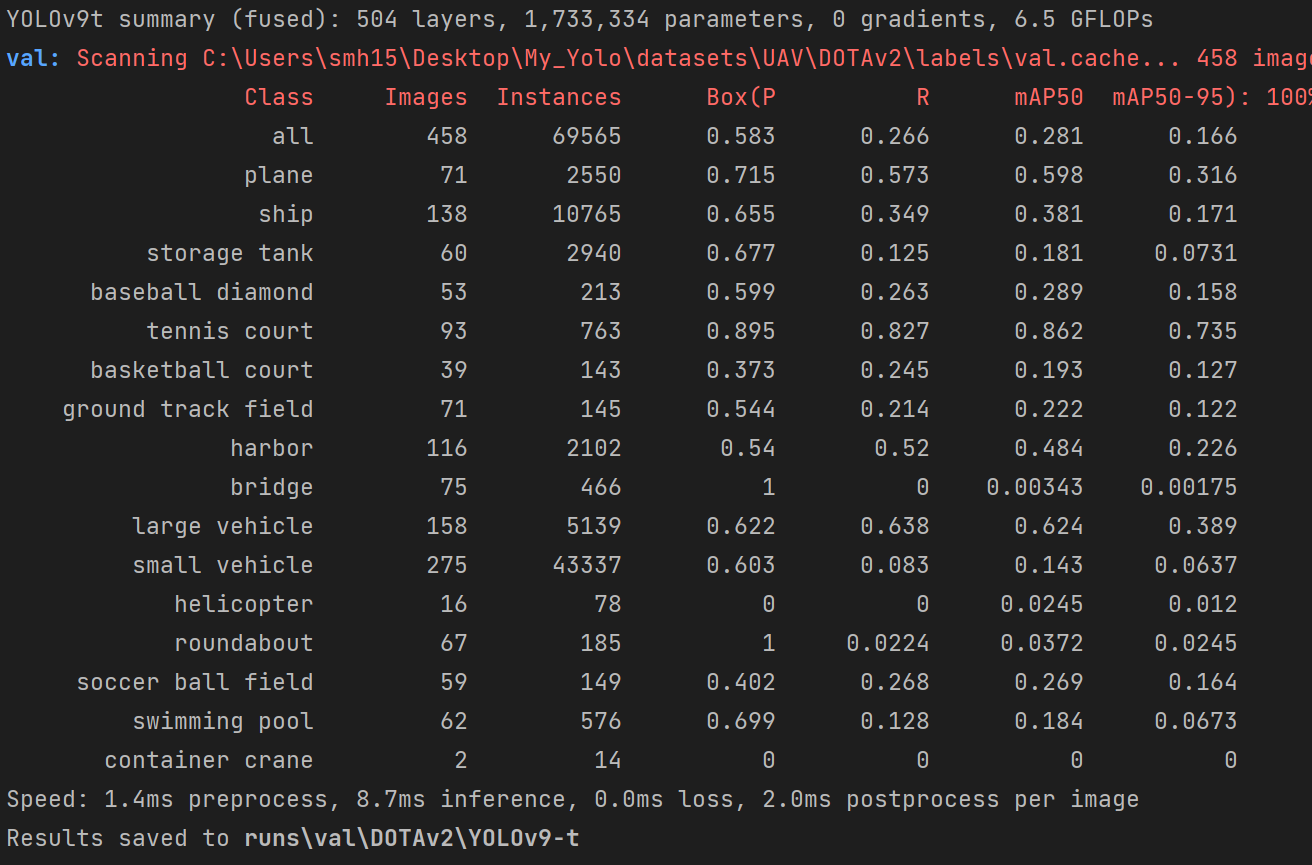 YOLOv9t summary (fused): 504 layers, 1,733,334 parameters, 0 gradients, 6.5 GFLOPs
val: Scanning C:\Users\smh15\Desktop\My_Yolo\datasets\UAV\DOTAv2\labels\val.cache... 458 image
Class Images Instances Box(P R mAP50 mAP50-95): 100%
all 458 69565 0.583 0.266 0.281 0.166
plane 71 2550 0.715 0.573 0.598 0.316
ship 138 10765 0.655 0.349 0.381 0.171
storage tank 60 2940 0.677 0.125 0.181 0.0731
baseball diamond 53 213 0.599 0.263 0.289 0.158
tennis court 93 763 0.895 0.827 0.862 0.735
basketball court 39 143 0.373 0.245 0.193 0.127
ground track field 71 145 0.544 0.214 0.222 0.122
harbor 116 2102 0.54 0.52 0.484 0.226
bridge 75 466 1 0 0.00343 0.00175
large vehicle 158 5139 0.622 0.638 0.624 0.389
small vehicle 275 43337 0.603 0.083 0.143 0.0637
helicopter 16 78 0 0 0.0245 0.012
roundabout 67 185 1 0.0224 0.0372 0.0245
soccer ball field 59 149 0.402 0.268 0.269 0.164
swimming pool 62 576 0.699 0.128 0.184 0.0673
container crane 2 14 0 0 0 0
Speed: 1.4ms preprocess, 8.7ms inference, 0.0ms loss, 2.0ms postprocess per image
Results saved to runs\val\DOTAv2\YOLOv9-t